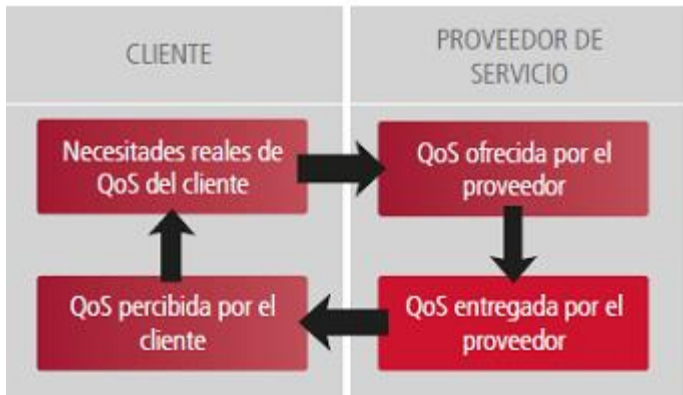 CLIENTE
PROVEEDOR DE
SERVICIO
Necesitades reales de
QoS del cliente
QoS ofrecida por el
proveedor
QoS percibida por el
cliente
QoS entregada por el
proveedor